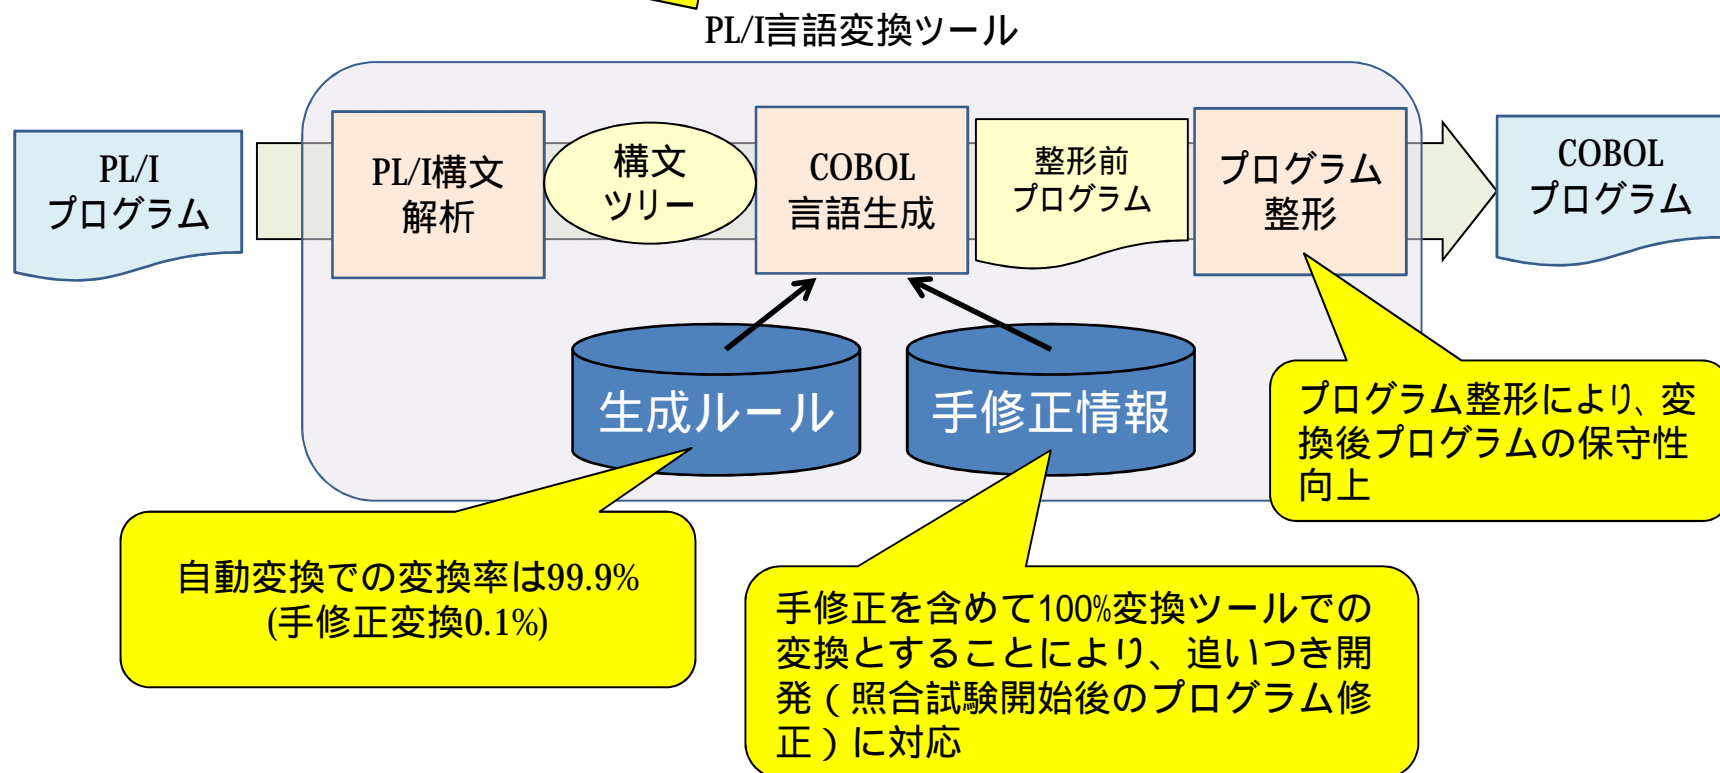 PL/I言語変換ツール
PL/I
プログラム
PL/I構文
解析
構文
ツリー
COBOL
言語生成
整形前
プログラム
プログラム
整形
COBOL
プログラム
生成ルール
手修正情報
プログラム整形により、変
換後プログラムの保守性
向上
自動変換での変換率は99.9%
(手修正変換0.1%)
手修正を含めて100%変換ツールでの
変換とすることにより、追いつき開
発（照合試験開始後のプログラム修
正）に対応